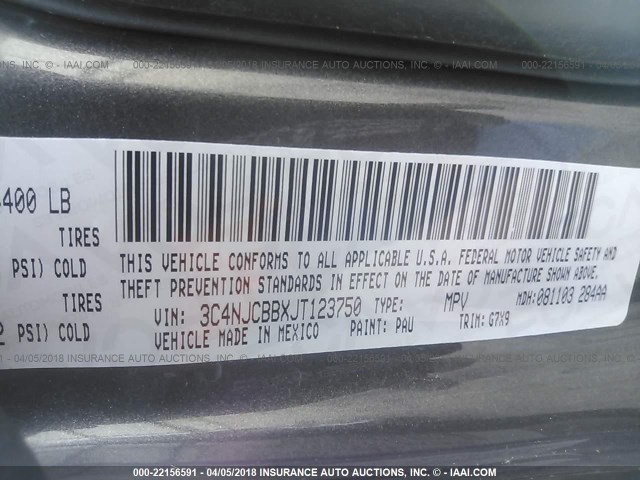 000-22156591 - 04/05/2018 INSURANCE AUTO AUCTIONS, - © - IAAI.COM
400 LB
TIRES
PSI) COLD
TIRES
PSI) COLD
THIS VEHICLE CONFORMS TO ALL APPLICABLE U.S.A. FEDERAL MOTOR VEHICLE SAFETY AND
THEFT PREVENTION STANDARDS IN EFFECT ON THE DATE OF MANUFACTURE SHOWN ABOVE.
VIN: 3C4NJCBBXJT123750 TYPE: MPV MDH:081103 284AA
VEHICLE MADE IN MEXICO PAINT: PAU TRIM: G7X9
000-22156591 - 04/05/2018 INSURANCE AUTO AUCTIONS, - © - IAAI.COM